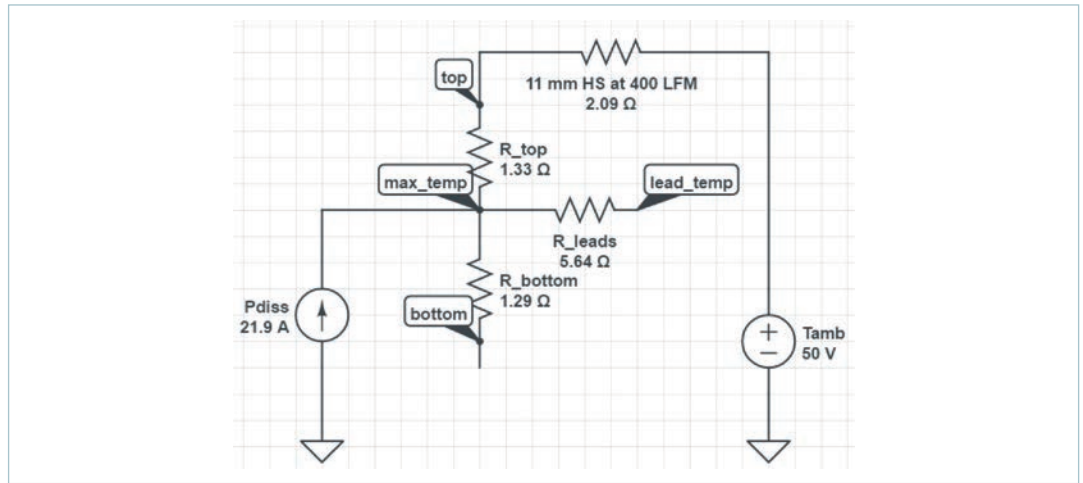 top
11 mm HS at 400 LFM
2.09 Ω
R_top
1.33 Ω
max_temp
lead_temp
R_leads
5.64 Ω
R_bottom
1.29 Ω
bottom
Pdiss
21.9 A
+
−
Tamb
50 V